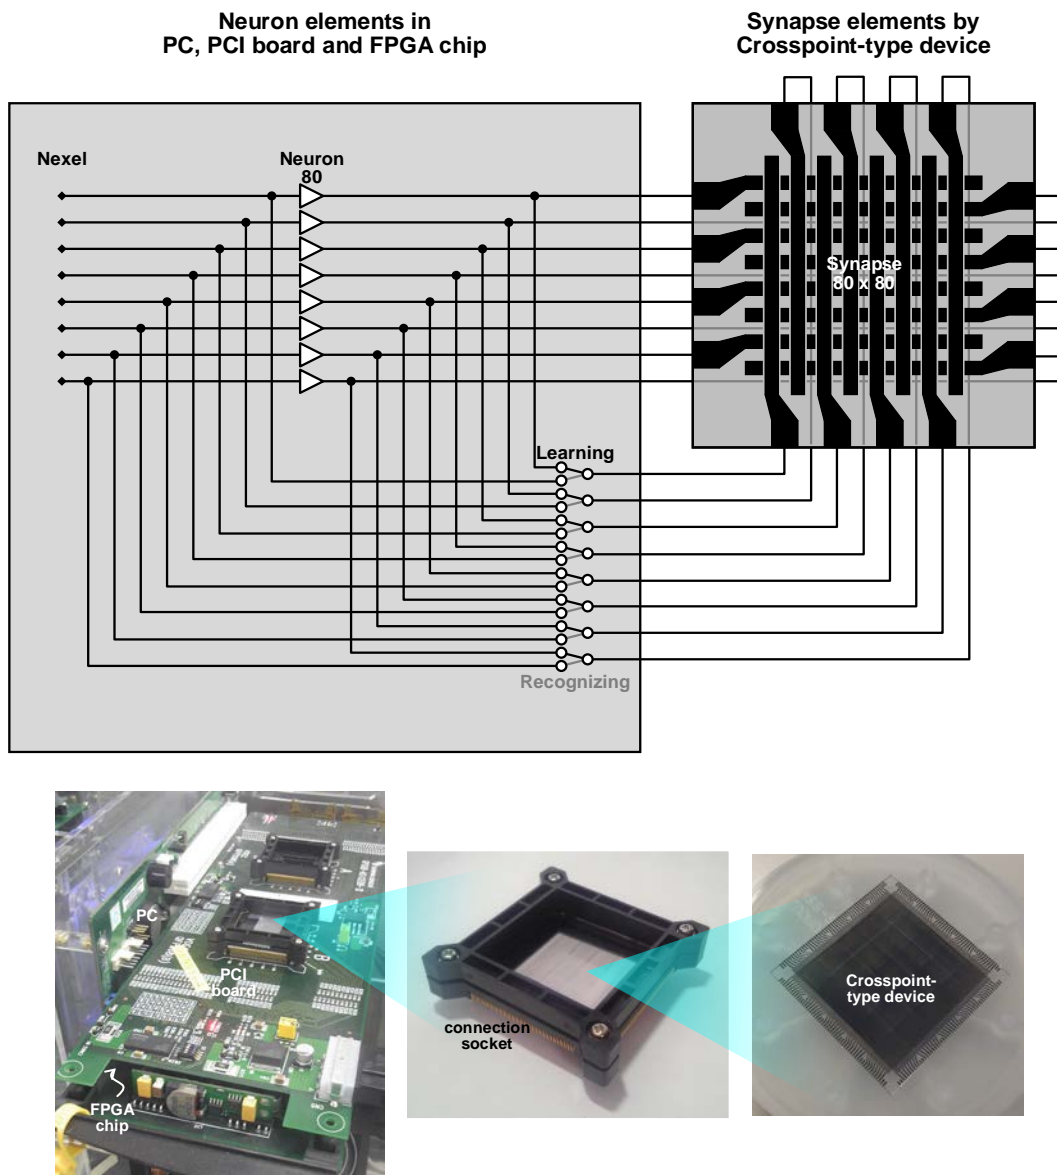 Neuron elements in
PC, PCI board and FPGA chip
Synapse elements by
Crosspoint-type device
Nexel
Neuron
80
Synapse
80 x 80
Learning
Recognizing
PC
PCI
board
FPGA
chip
connection
socket
Crosspoint-
type device